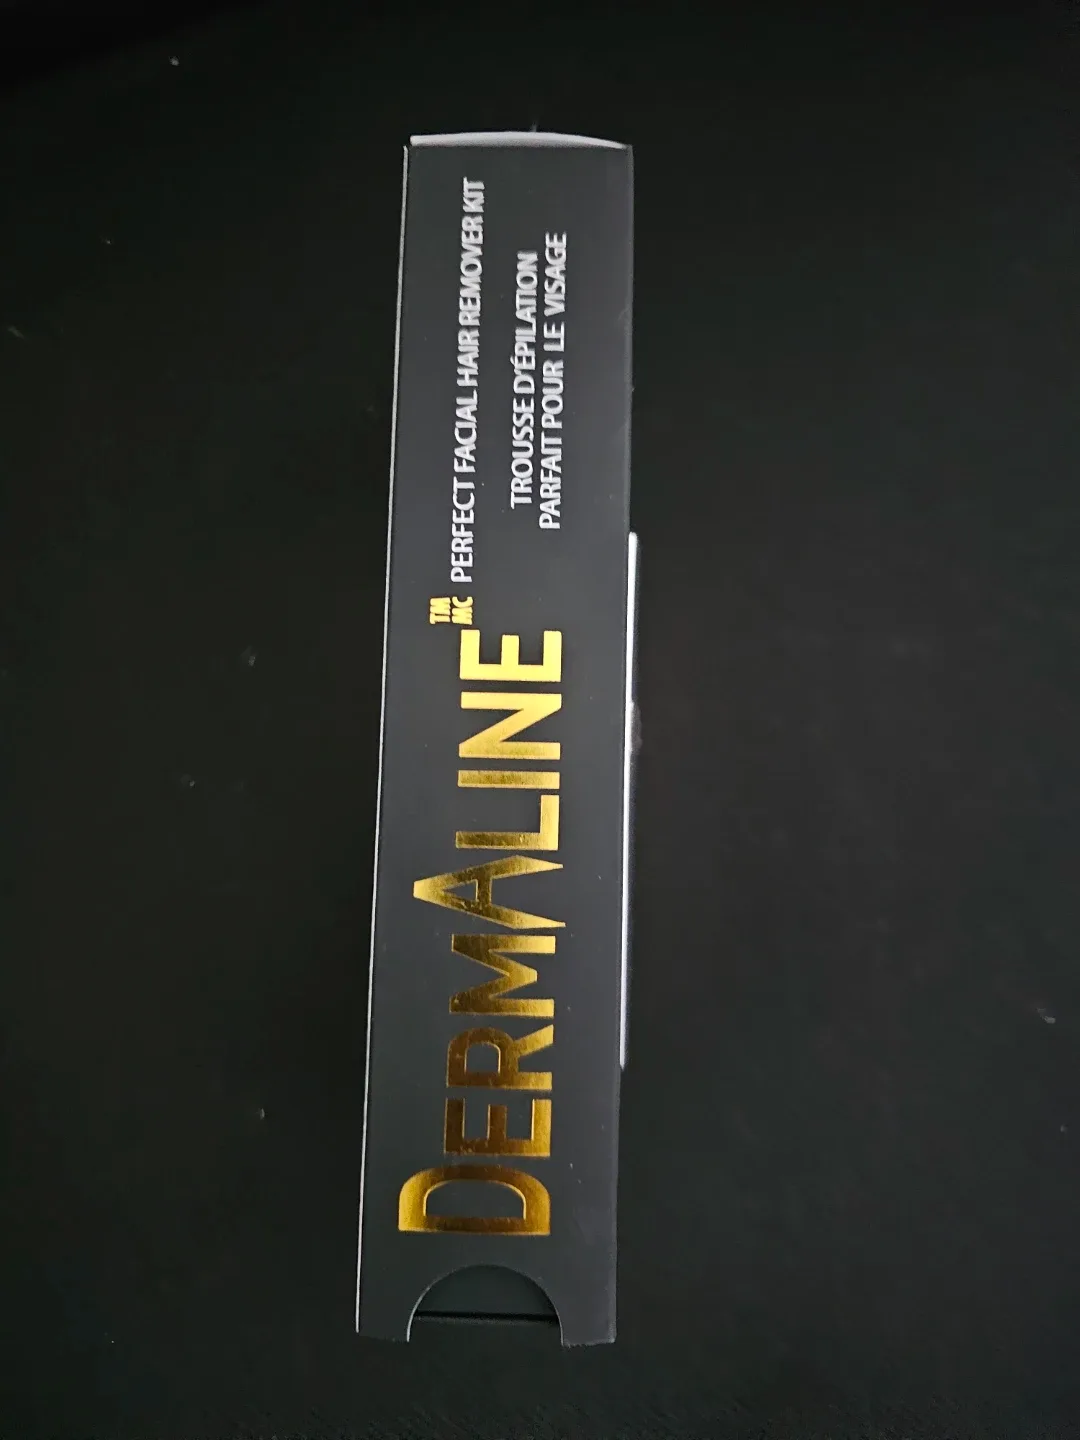 DERMALINE
TM
MC
PERFECT FACIAL HAIR REMOVER KIT
TROUSSE D'ÉPILATION
PARFAIT POUR LE VISAGE